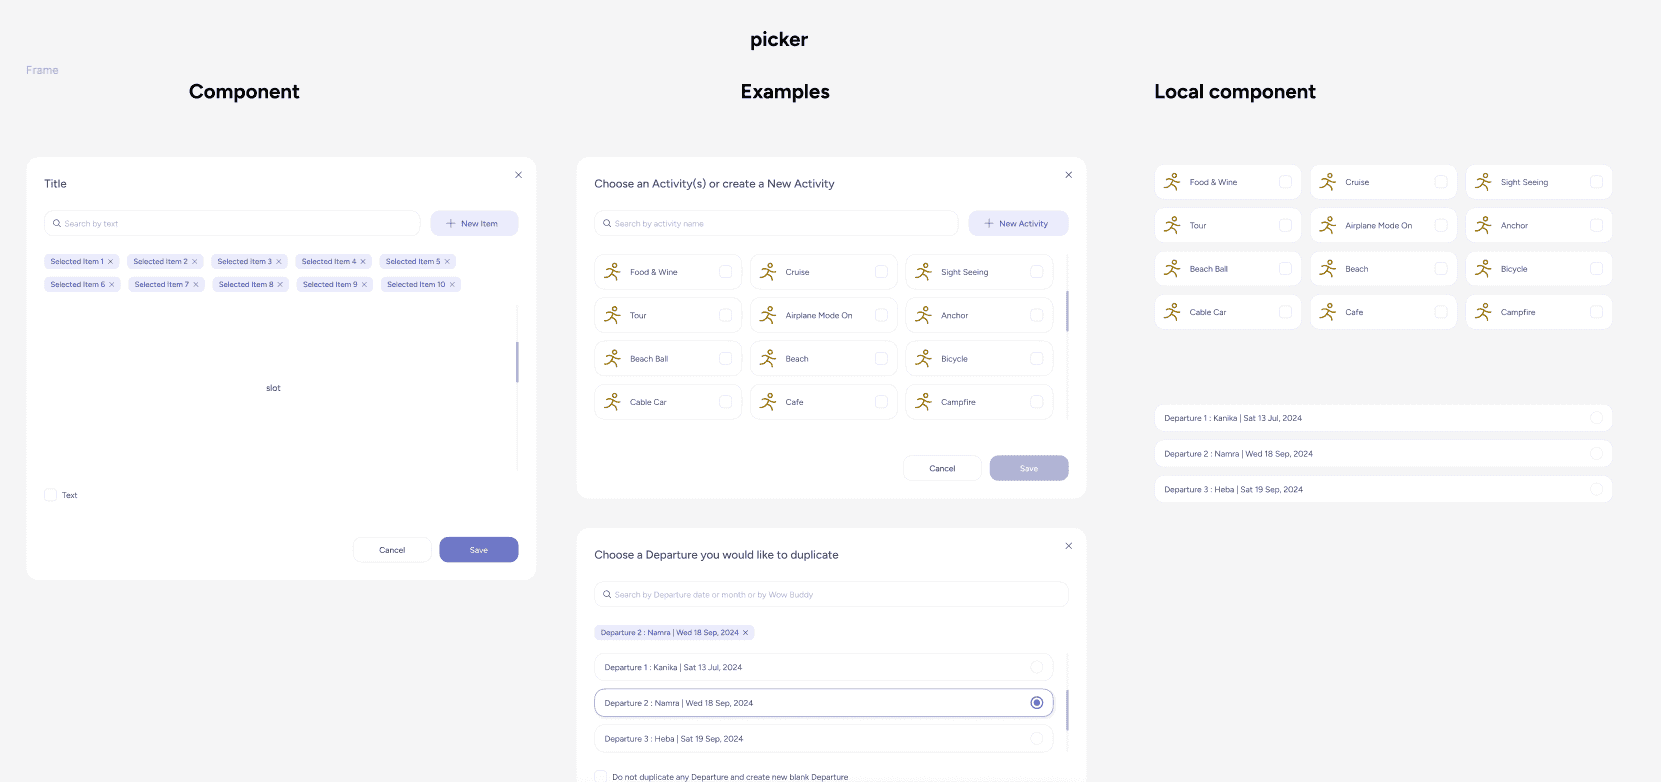 picker
Frame
Component
Examples
Local component
Title
Search by text
New Item
Selected Item 1
Selected Item 2
Selected Item 3
Selected Item 4
Selected Item 5
Selected Item 6
Selected Item 7
Selected Item 8
Selected Item 9
Selected Item 10
slot
Text
Cancel
Save
Choose an Activity(s) or create a New Activity
Search by activity name
New Activity
Food & Wine
Cruise
Sight Seeing
Tour
Airplane Mode On
Anchor
Beach Ball
Beach
Bicycle
Cable Car
Cafe
Campfire
Cancel
Save
Choose a Departure you would like to duplicate
Search by Departure date or month or by Wow Buddy
Departure 2 : Namra | Wed 18 Sep, 2024
Departure 1 : Kanika | Sat 13 Jul, 2024
Departure 2 : Namra | Wed 18 Sep, 2024
Departure 3 : Heba | Sat 19 Sep, 2024
Do not duplicate any Departure and create new blank Departure
Food & Wine
Cruise
Sight Seeing
Tour
Airplane Mode On
Anchor
Beach Ball
Beach
Bicycle
Cable Car
Cafe
Campfire
Departure 1 : Kanika | Sat 13 Jul, 2024
Departure 2 : Namra | Wed 18 Sep, 2024
Departure 3 : Heba | Sat 19 Sep, 2024